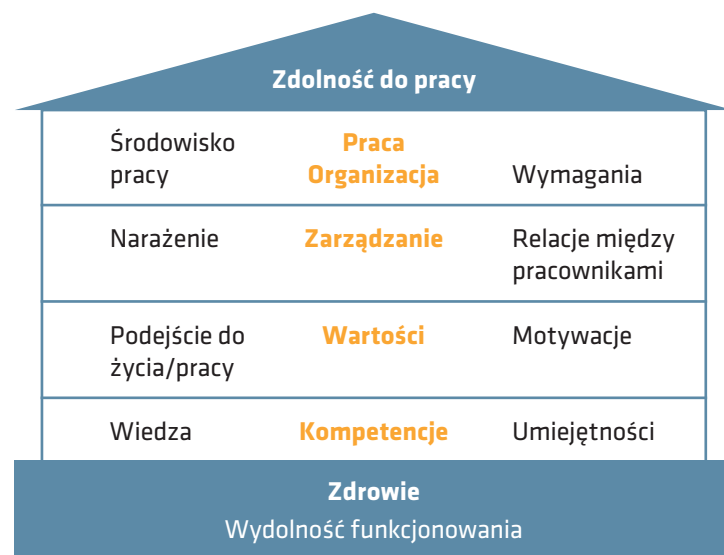 Zdolność do pracy
Środowisko
pracy
Praca
Organizacja
Wymagania
Narażenie
Zarządzanie
Relacje między
pracownikami
Podejście do
życia/pracy
Wartości
Motywacje
Wiedza
Kompetencje
Umiejętności
Zdrowie
Wydolność funkcjonowania